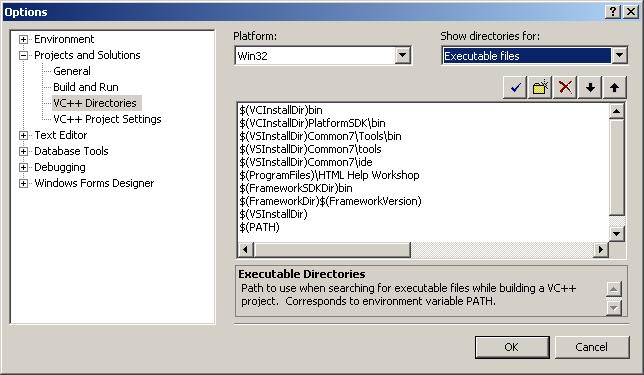 Options
Environment
Projects and Solutions
General
Build and Run
VC++ Directories
VC++ Project Settings
Text Editor
Database Tools
Debugging
Windows Forms Designer
Platform:
Win32
Show directories for:
Executable files
$(VCInstallDir)bin
$(VCInstallDir)PlatformSDK\bin
$(VSInstallDir)Common7\Tools\bin
$(VSInstallDir)Common7\tools
$(VSInstallDir)Common7\ide
$(ProgramFiles)\HTML Help Workshop
$(FrameworkSDKDir)bin
$(FrameworkDir)$(FrameworkVersion)
$(VSInstallDir)
$(PATH)
Executable Directories
Path to use when searching for executable files while building a VC++
project.  Corresponds to environment variable PATH.
OK
Cancel